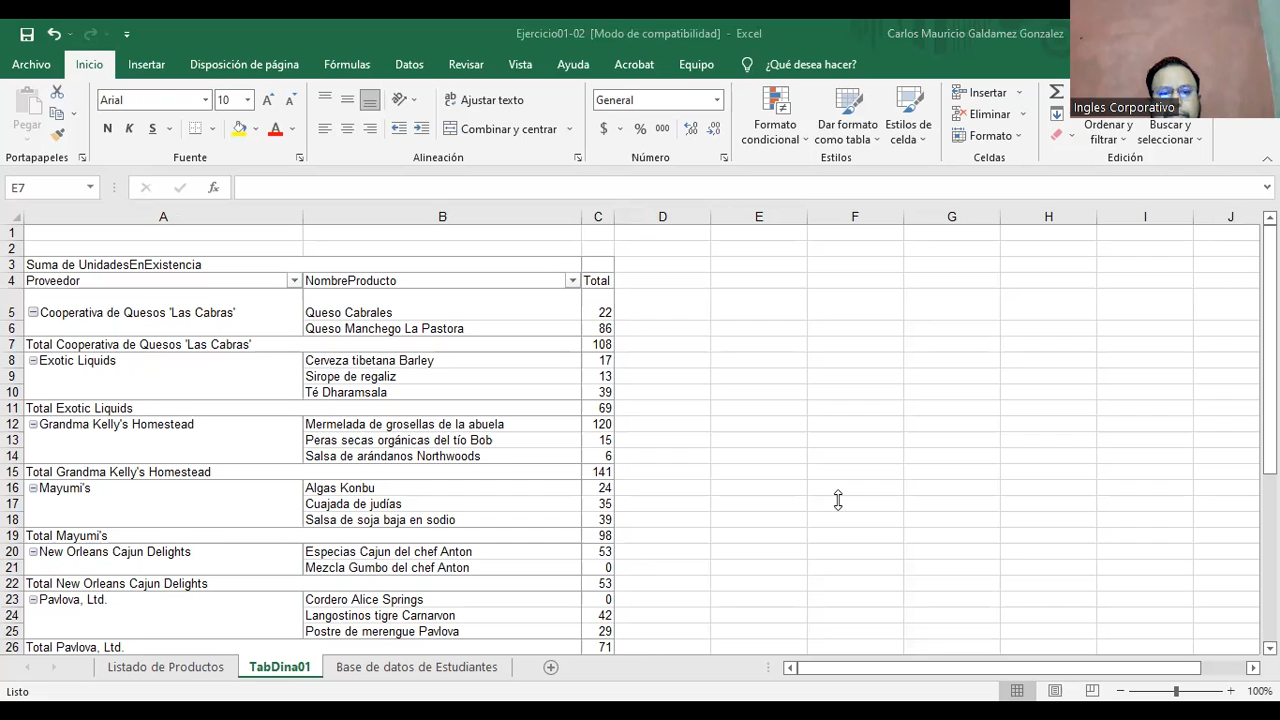 Ejercicio01-02 [Modo de compatibilidad] - Excel
Carlos Mauricio Galdamez Gonzalez
Archivo Inicio Insertar Disposición de página Fórmulas Datos Revisar Vista Ayuda Acrobat Equipo ¿Qué desea hacer?
Ingles Corporativo
Pegar
Arial 10
N K S
Ajustar texto
Combinar y centrar
General
$ % 000
Formato condicional
Dar formato como tabla
Estilos de celda
Insertar
Eliminar
Formato
Ordenar y filtrar
Buscar y seleccionar
Portapapeles Fuente Alineación Número Estilos Celdas Edición
E7 fx
A B C D E F G H I J
1
2
3 Suma de UnidadesEnExistencia
4 Proveedor NombreProducto Total
5 Cooperativa de Quesos 'Las Cabras' Queso Cabrales 22
6 Queso Manchego La Pastora 86
7 Total Cooperativa de Quesos 'Las Cabras' 108
8 Exotic Liquids Cerveza tibetana Barley 17
9 Sirope de regaliz 13
10 Té Dharamsala 39
11 Total Exotic Liquids 69
12 Grandma Kelly's Homestead Mermelada de grosellas de la abuela 120
13 Peras secas orgánicas del tío Bob 15
14 Salsa de arándanos Northwoods 6
15 Total Grandma Kelly's Homestead 141
16 Mayumi's Algas Konbu 24
17 Cuajada de judías 35
18 Salsa de soja baja en sodio 39
19 Total Mayumi's 98
20 New Orleans Cajun Delights Especias Cajun del chef Anton 53
21 Mezcla Gumbo del chef Anton 0
22 Total New Orleans Cajun Delights 53
23 Pavlova, Ltd. Cordero Alice Springs 0
24 Langostinos tigre Carnarvon 42
25 Postre de merengue Pavlova 29
26 Total Pavlova, Ltd. 71
Listado de Productos TabDina01 Base de datos de Estudiantes
Listo 100%